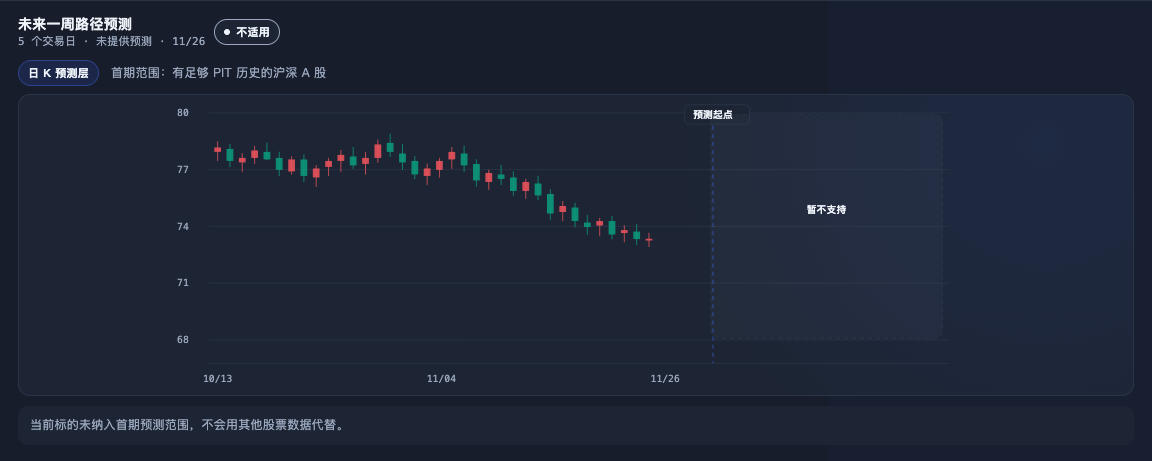 未来一周路径预测
5 个交易日 · 未提供预测 · 11/26
不适用
日 K 预测层
首期范围：有足够 PIT 历史的沪深 A 股
80
预测起点
77
暂不支持
74
71
68
10/13
11/04
11/26
当前标的未纳入首期预测范围，不会用其他股票数据代替。